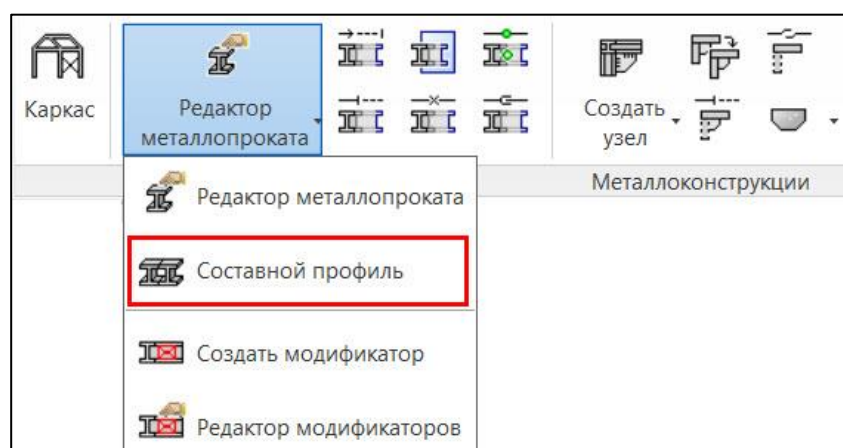 Каркас
Редактор
металлопроката
Создать
узел
Металлоконструкции
Редактор металлопроката
Составной профиль
Создать модификатор
Редактор модификаторов